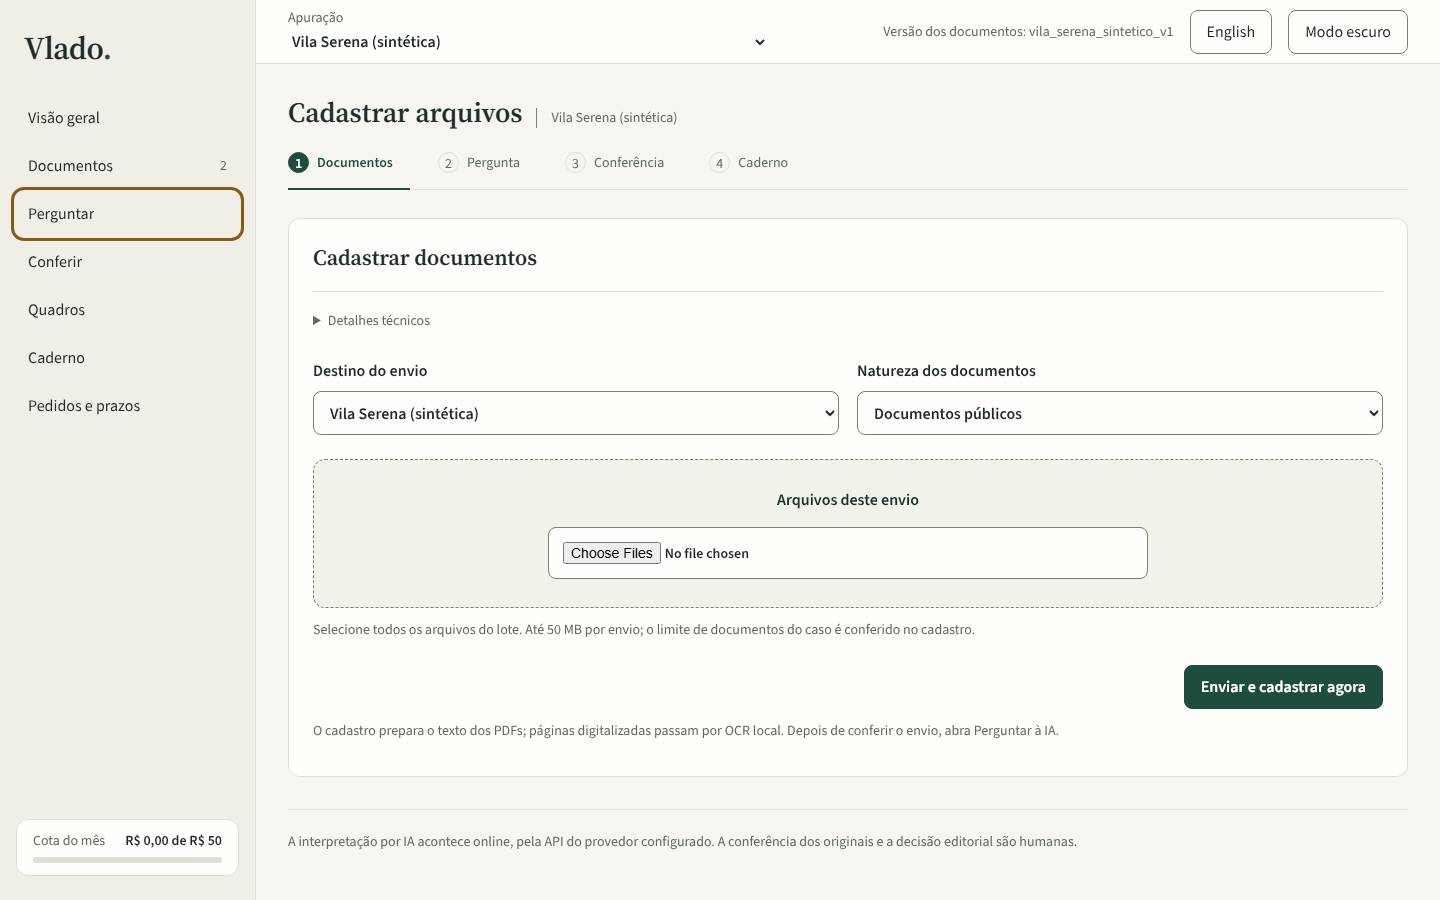 Vlado.
Visão geral
Documentos 2
Perguntar
Conferir
Quadros
Caderno
Pedidos e prazos
Cota do mês R$ 0,00 de R$ 50
Apuração
Vila Serena (sintética)
Versão dos documentos: vila_serena_sintetico_v1
English
Modo escuro
Cadastrar arquivos
Vila Serena (sintética)
1 Documentos
2 Pergunta
3 Conferência
4 Caderno
Cadastrar documentos
Detalhes técnicos
Destino do envio
Vila Serena (sintética)
Natureza dos documentos
Documentos públicos
Arquivos deste envio
Choose Files No file chosen
Selecione todos os arquivos do lote. Até 50 MB por envio; o limite de documentos do caso é conferido no cadastro.
Enviar e cadastrar agora
O cadastro prepara o texto dos PDFs; páginas digitalizadas passam por OCR local. Depois de conferir o envio, abra Perguntar à IA.
A interpretação por IA acontece online, pela API do provedor configurado. A conferência dos originais e a decisão editorial são humanas.